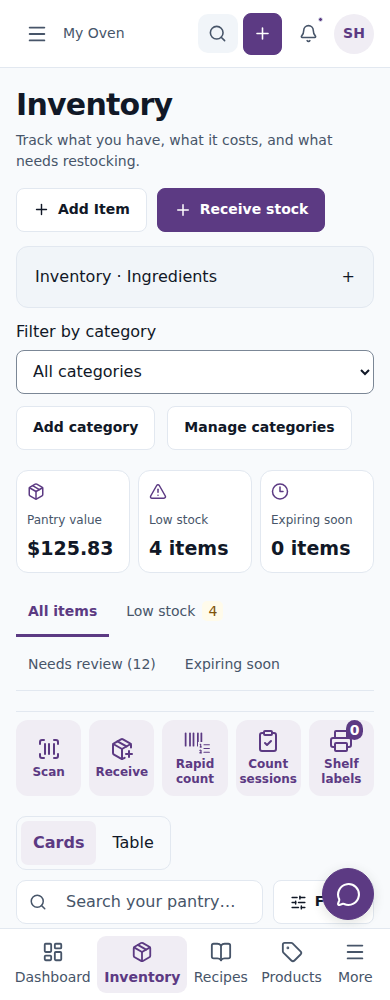 My Oven
+
SH
Inventory
Track what you have, what it costs, and what
needs restocking.
+ Add Item
+ Receive stock
Inventory · Ingredients +
Filter by category
All categories
Add category
Manage categories
Pantry value
$125.83
Low stock
4 items
Expiring soon
0 items
All items
Low stock 4
Needs review (12)
Expiring soon
Scan
Receive
Rapid
count
Count
sessions
0
Shelf
labels
Cards
Table
Search your pantry…
Dashboard
Inventory
Recipes
Products
More